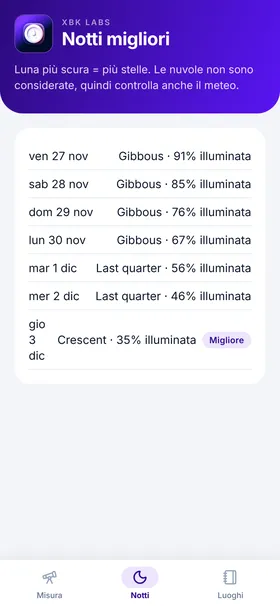 XBK LABS
Notti migliori
Luna più scura = più stelle. Le nuvole non sono
considerate, quindi controlla anche il meteo.
ven 27 nov Gibbous · 91% illuminata
sab 28 nov Gibbous · 85% illuminata
dom 29 nov Gibbous · 76% illuminata
lun 30 nov Gibbous · 67% illuminata
mar 1 dic Last quarter · 56% illuminata
mer 2 dic Last quarter · 46% illuminata
gio
3
dic
Crescent · 35% illuminata Migliore
Misura Notti Luoghi